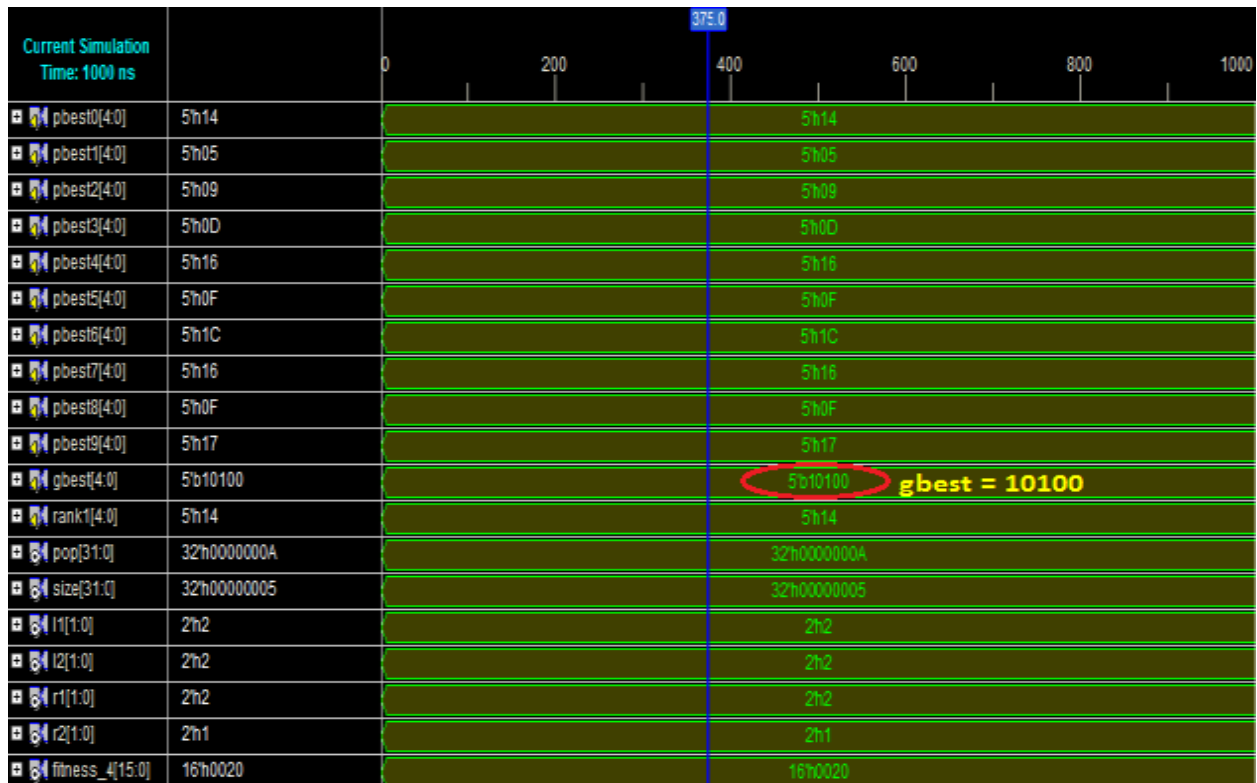 375.0
Current Simulation
Time: 1000 ns
0 200 400 600 800 1000
pbest0[4:0] 5'h14 5'h14
pbest1[4:0] 5'h05 5'h05
pbest2[4:0] 5'h09 5'h09
pbest3[4:0] 5'h0D 5'h0D
pbest4[4:0] 5'h16 5'h16
pbest5[4:0] 5'h0F 5'h0F
pbest6[4:0] 5'h1C 5'h1C
pbest7[4:0] 5'h16 5'h16
pbest8[4:0] 5'h0F 5'h0F
pbest9[4:0] 5'h17 5'h17
gbest[4:0] 5'b10100 5'b10100 gbest = 10100
rank1[4:0] 5'h14 5'h14
pop[31:0] 32'h0000000A 32'h0000000A
size[31:0] 32'h00000005 32'h00000005
l1[1:0] 2'h2 2'h2
l2[1:0] 2'h2 2'h2
r1[1:0] 2'h2 2'h2
r2[1:0] 2'h1 2'h1
fitness_4[15:0] 16'h0020 16'h0020